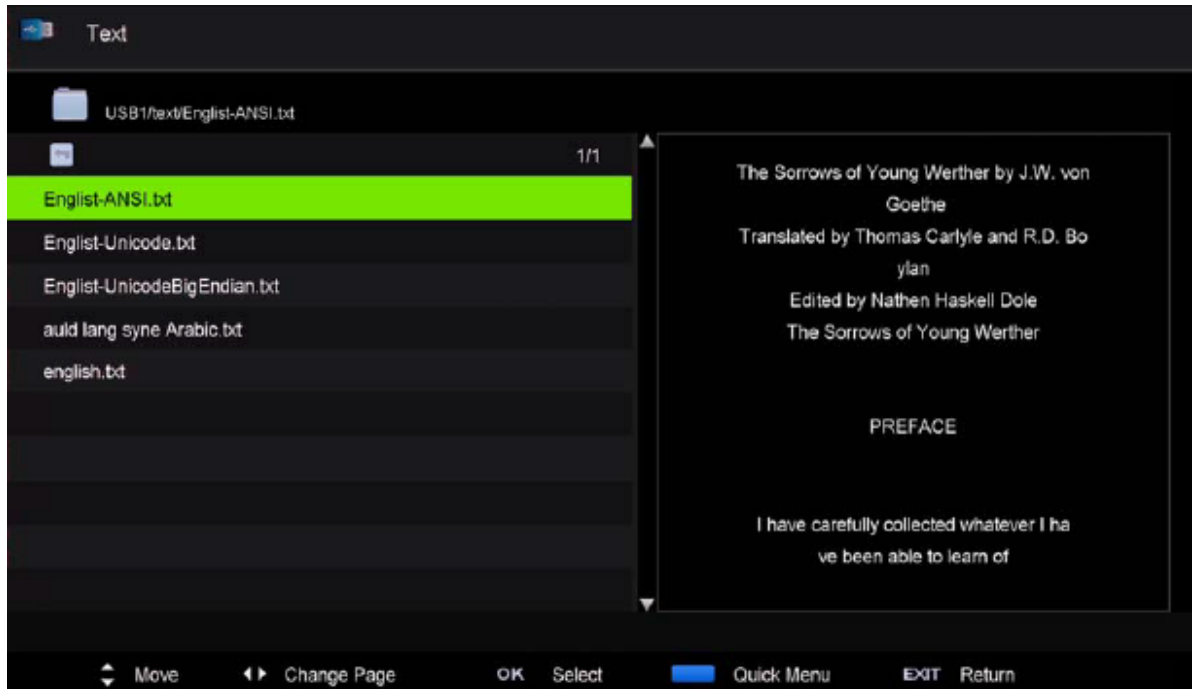 Text
USB1/text/Englist-ANSI.txt
1/1
Englist-ANSI.txt
Englist-Unicode.txt
Englist-UnicodeBigEndian.txt
auld lang syne Arabic.txt
english.txt
The Sorrows of Young Werther by J.W. von
Goethe
Translated by Thomas Carlyle and R.D. Bo
ylan
Edited by Nathen Haskell Dole
The Sorrows of Young Werther
PREFACE
I have carefully collected whatever I ha
ve been able to learn of
Move Change Page OK Select Quick Menu EXIT Return